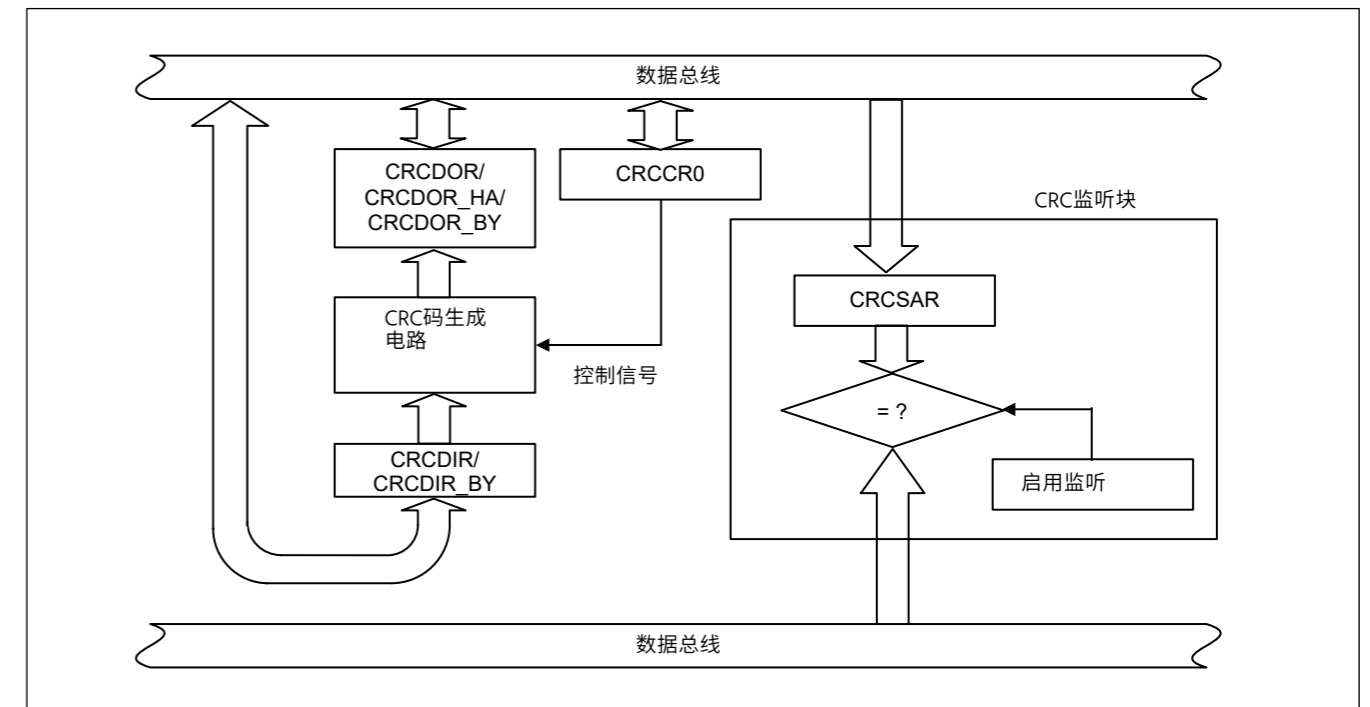 数据总线
CRCDOR/
CRCDOR_HA/
CRCDOR_BY
CRCCR0
CRC监听块
CRCSAR
CRC码生成
电路
控制信号
= ?
CRCDIR/
CRCDIR_BY
启用监听
数据总线